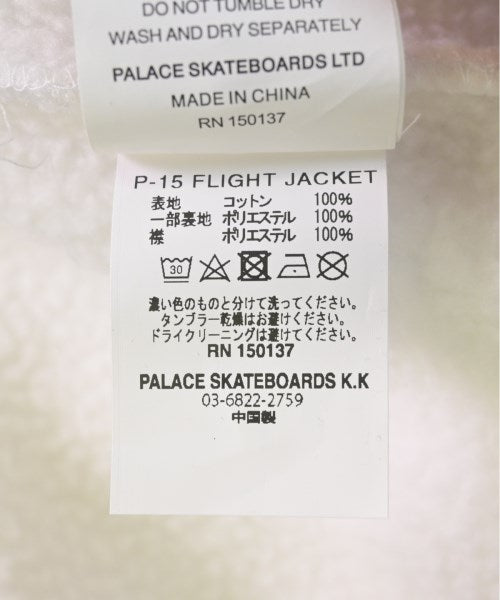 DO NOT TUMBLE DRY
WASH AND DRY SEPARATELY
PALACE SKATEBOARDS LTD
MADE IN CHINA
RN 150137
P-15 FLIGHT JACKET
表地 コットン 100%
一部裏地 ポリエステル 100%
襟 ポリエステル 100%
30
濃い色のものと分けて洗ってください。
タンブラー乾燥はお避けください。
ドライクリーニングは避けてください。
RN 150137
PALACE SKATEBOARDS K.K
03-6822-2759
中国製